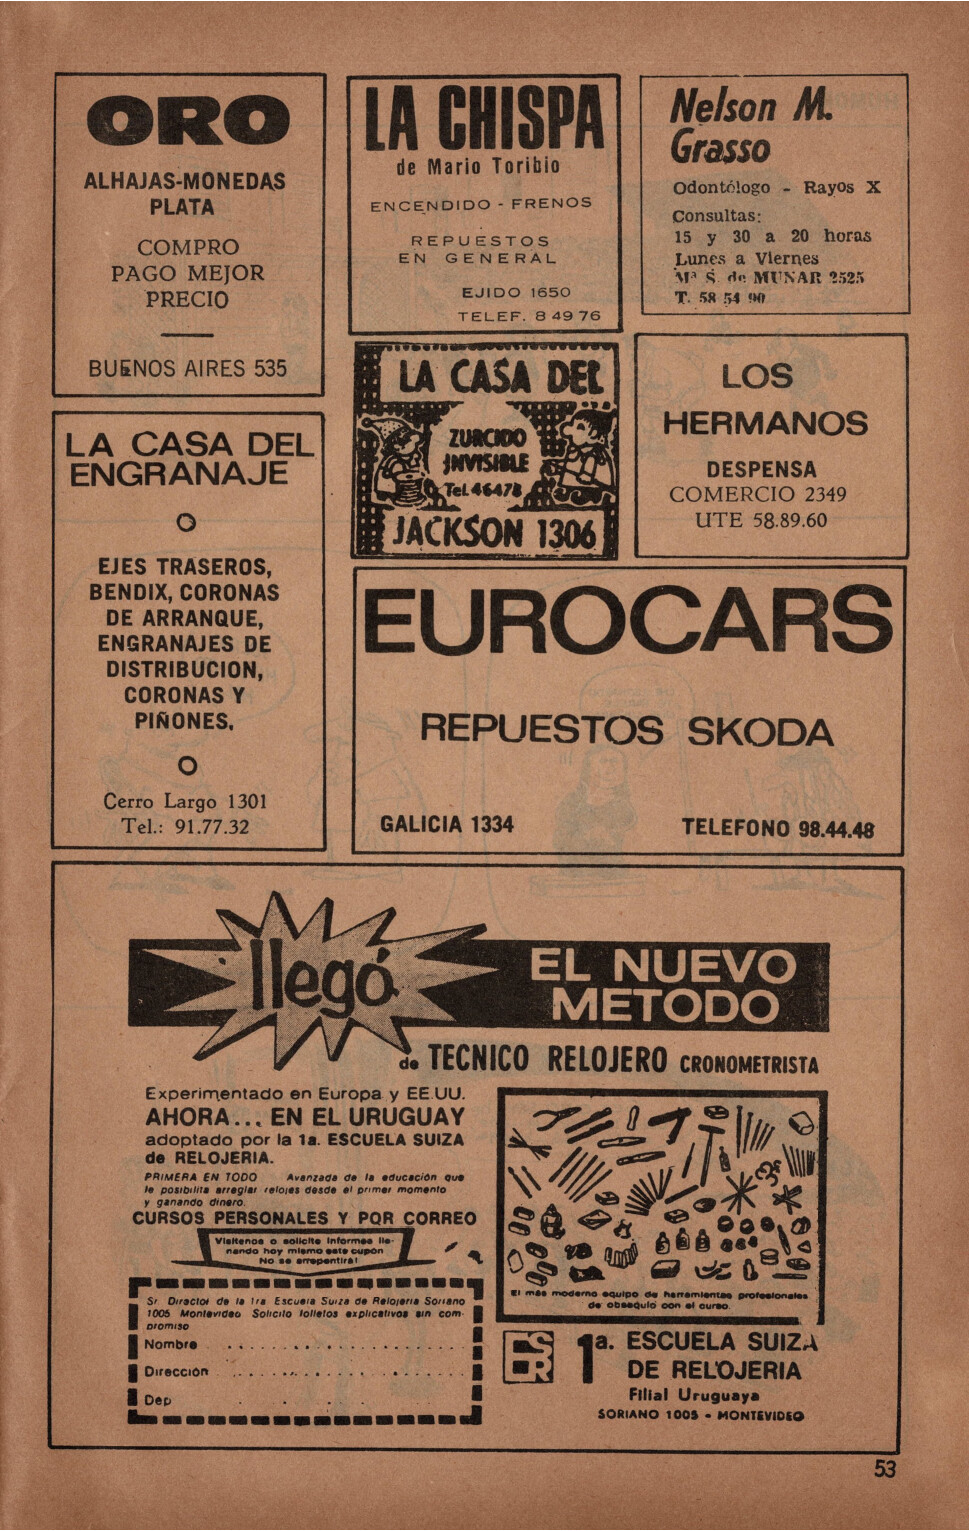 ORO
ALHAJAS-MONEDAS
PLATA
COMPRO
PAGO MEJOR
PRECIO
BUENOS AIRES 535
LA CHISPA
de Mario Toribio
ENCENDIDO - FRENOS
REPUESTOS
EN GENERAL
EJIDO 1650
TELEF. 8 49 76
Nelson M.
Grasso
Odontólogo - Rayos X
Consultas:
15 y 30 a 20 horas
Lunes a Viernes
Mª S. de MUNAR 2525
T. 58 54 90
LA CASA DEL
ENGRANAJE
EJES TRASEROS,
BENDIX, CORONAS
DE ARRANQUE,
ENGRANAJES DE
DISTRIBUCION,
CORONAS Y
PIÑONES.
Cerro Largo 1301
Tel.: 91.77.32
LA CASA DEL
ZURCIDO
INVISIBLE
Tel. 46478
JACKSON 1306
LOS
HERMANOS
DESPENSA
COMERCIO 2349
UTE 58.89.60
EUROCARS
REPUESTOS SKODA
GALICIA 1334 TELEFONO 98.44.48
llegó
EL NUEVO
METODO
de TECNICO RELOJERO CRONOMETRISTA
Experimentado en Europa y EE.UU.
AHORA... EN EL URUGUAY
adoptado por la 1a. ESCUELA SUIZA
de RELOJERIA.
PRIMERA EN TODO Avanzada de la educación que
le posibilita arreglar relojes desde el primer momento
y ganando dinero.
CURSOS PERSONALES Y POR CORREO
Visitenos o solicite informes lle-
nando hoy mismo este cupón
No se arrepentirá!
Sr. Director de la 1ra Escuela Suiza de Relojería Soriano
1005 Montevideo Solicito folletos explicativos sin com-
promiso
Nombre
Dirección
Dep
El más moderno equipo de herramientas profesionales
de obsequio con el curso.
ESR
1a. ESCUELA SUIZA
DE RELOJERIA
Filial Uruguaya
SORIANO 1005 - MONTEVIDEO
53